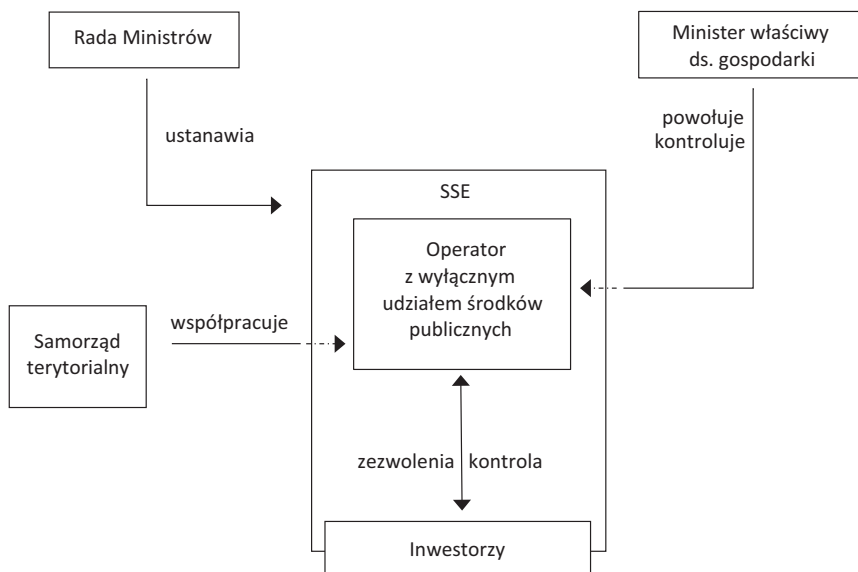 Rada Ministrów
Minister właściwy
ds. gospodarki
ustanawia
powołuje
kontroluje
SSE
Operator
z wyłącznym
udziałem środków
publicznych
współpracuje
Samorząd
terytorialny
zezwolenia kontrola
Inwestorzy